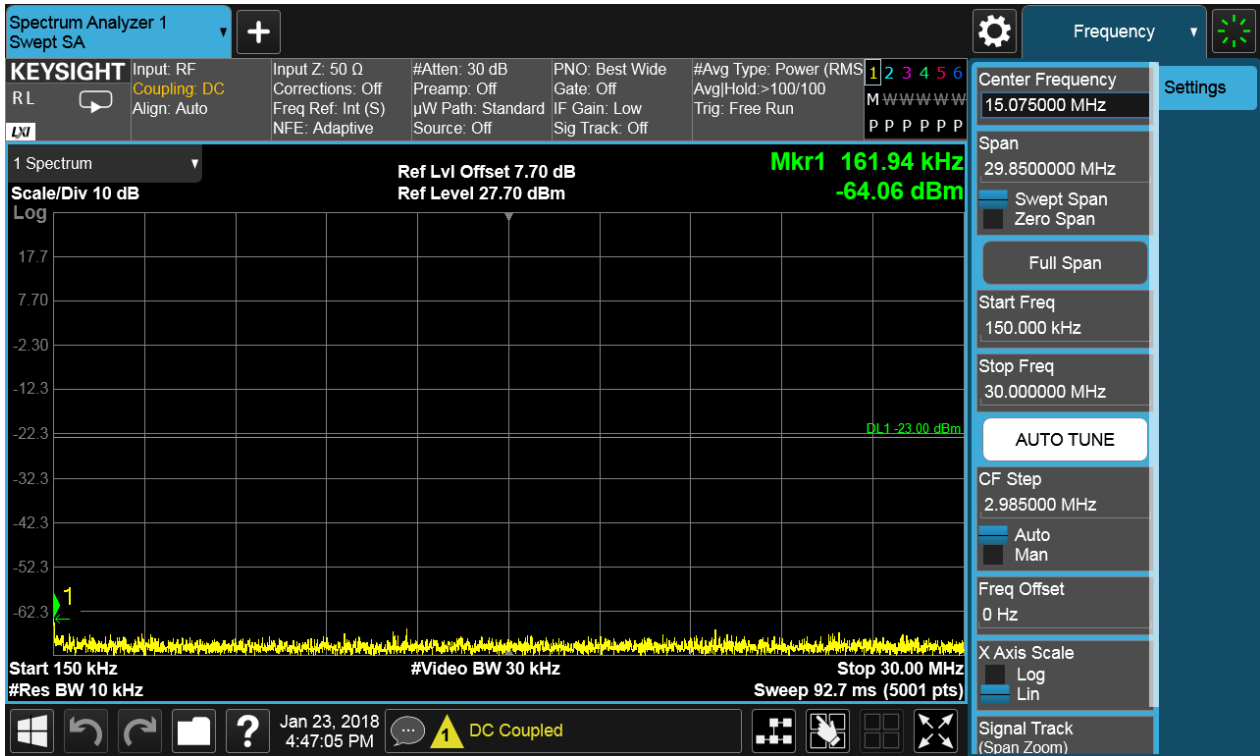 Spectrum Analyzer 1
Swept SA
Frequency
KEYSIGHT
RL
LXI
Input: RF
Coupling: DC
Align: Auto
Input Z: 50 Ω
Corrections: Off
Freq Ref: Int (S)
NFE: Adaptive
#Atten: 30 dB
Preamp: Off
µW Path: Standard
Source: Off
PNO: Best Wide
Gate: Off
IF Gain: Low
Sig Track: Off
#Avg Type: Power (RMS
Avg|Hold:>100/100
Trig: Free Run
1 2 3 4 5 6
M W W W W W
P P P P P P
1 Spectrum
Scale/Div 10 dB
Log
Ref Lvl Offset 7.70 dB
Ref Level 27.70 dBm
Mkr1 161.94 kHz
-64.06 dBm
17.7
7.70
-2.30
-12.3
-22.3
-32.3
-42.3
-52.3
-62.3
DL1 -23.00 dBm
1
Start 150 kHz
#Video BW 30 kHz
Stop 30.00 MHz
#Res BW 10 kHz
Sweep 92.7 ms (5001 pts)
Center Frequency
15.075000 MHz
Settings
Span
29.8500000 MHz
Swept Span
Zero Span
Full Span
Start Freq
150.000 kHz
Stop Freq
30.000000 MHz
AUTO TUNE
CF Step
2.985000 MHz
Auto
Man
Freq Offset
0 Hz
X Axis Scale
Log
Lin
Signal Track
(Span Zoom)
?
Jan 23, 2018
4:47:05 PM
1
DC Coupled